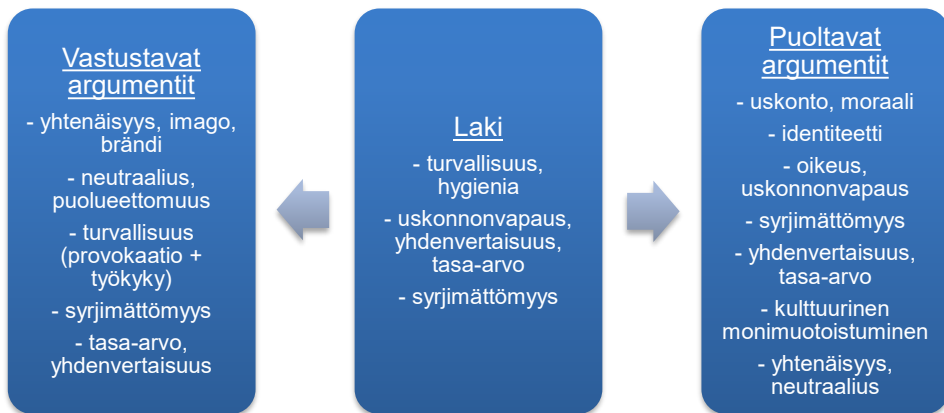 Vastustavat
argumentit
- yhtenäisyys, imago,
brändi
- neutraalius,
puolueettomuus
- turvallisuus
(provokaatio +
työkyky)
- syrjimättömyys
- tasa-arvo,
yhdenvertaisuus
Laki
- turvallisuus,
hygienia
- uskonnonvapaus,
yhdenvertaisuus,
tasa-arvo
- syrjimättömyys
Puoltavat
argumentit
- uskonto, moraali
- identiteetti
- oikeus,
uskonnonvapaus
- syrjimättömyys
- yhdenvertaisuus,
tasa-arvo
- kulttuurinen
monimuotoistuminen
- yhtenäisyys,
neutraalius